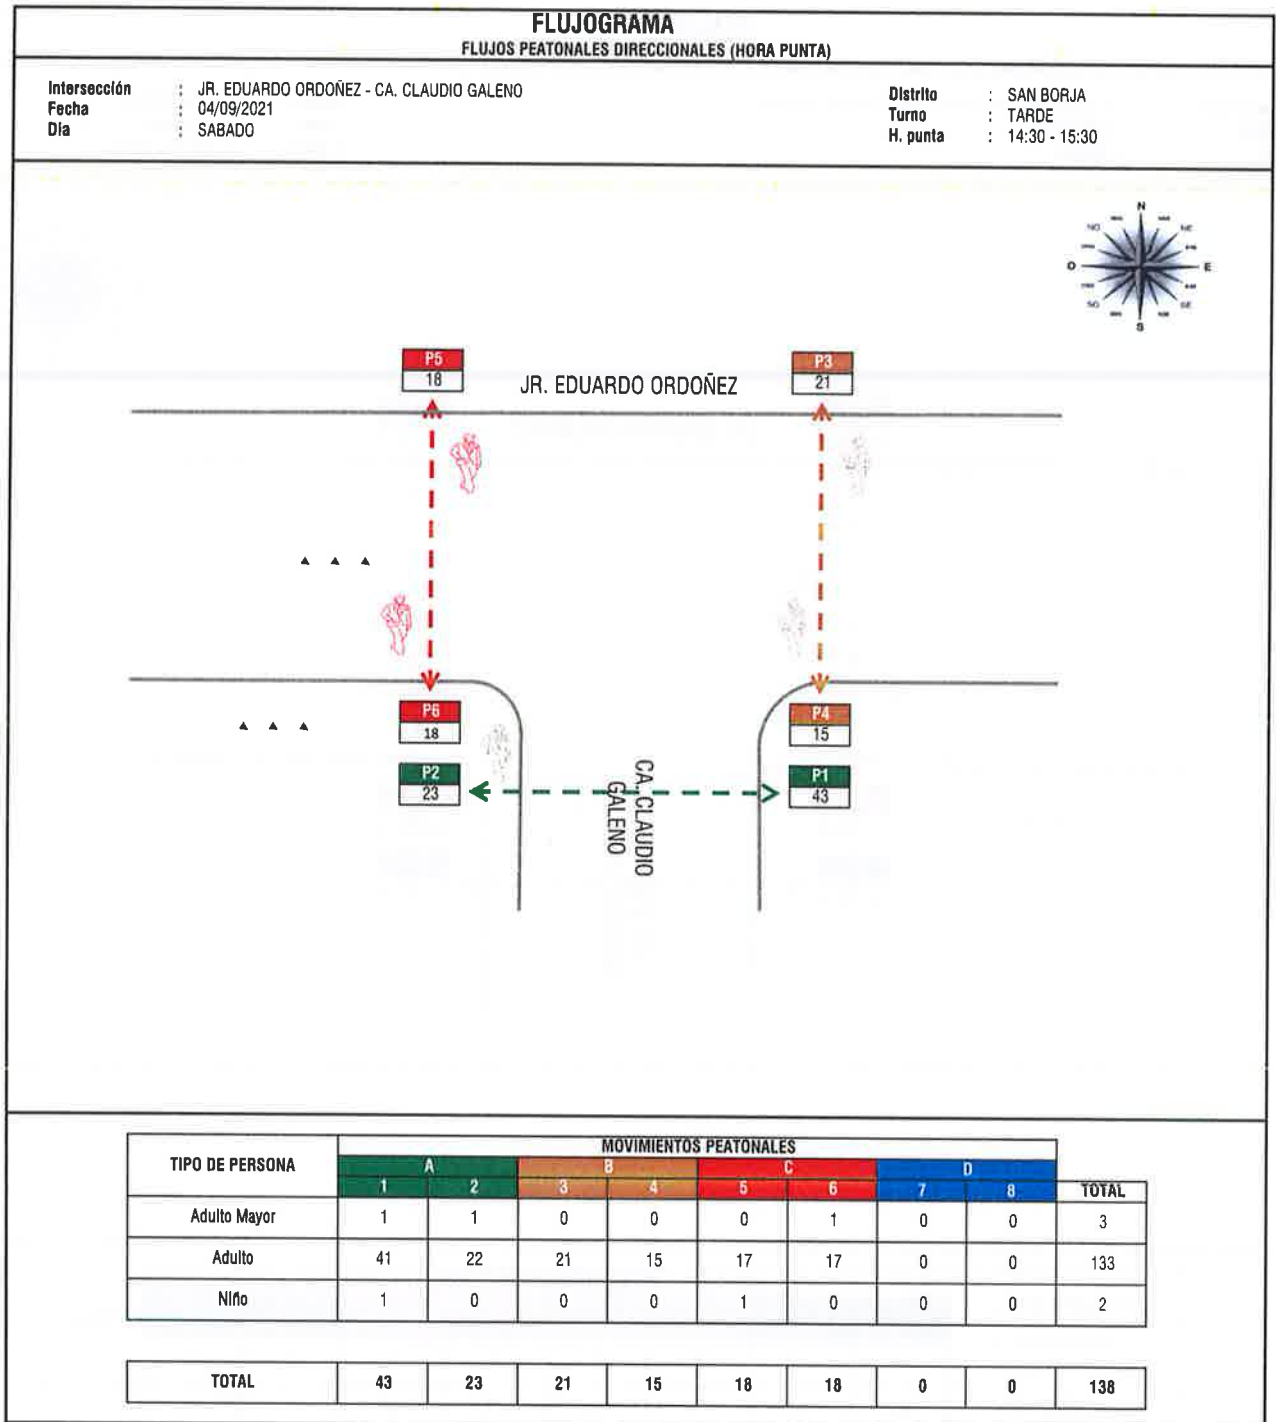 FLUJOGRAMA
FLUJOS PEATONALES DIRECCIONALES (HORA PUNTA)
Intersección : JR. EDUARDO ORDOÑEZ - CA. CLAUDIO GALENO
Fecha : 04/09/2021
Dia : SABADO
Distrito : SAN BORJA
Turno : TARDE
H. punta : 14:30 - 15:30
N
NO NE
O E
SO SE
S
P5
18
JR. EDUARDO ORDOÑEZ
P3
21
P6
18
P4
15
P2
23
P1
43
CA. CLAUDIO
GALENO
TIPO DE PERSONA MOVIMIENTOS PEATONALES
A B C D
1 2 3 4 5 6 7 8 TOTAL
Adulto Mayor 1 1 0 0 0 1 0 0 3
Adulto 41 22 21 15 17 17 0 0 133
Niño 1 0 0 0 1 0 0 0 2
TOTAL 43 23 21 15 18 18 0 0 138